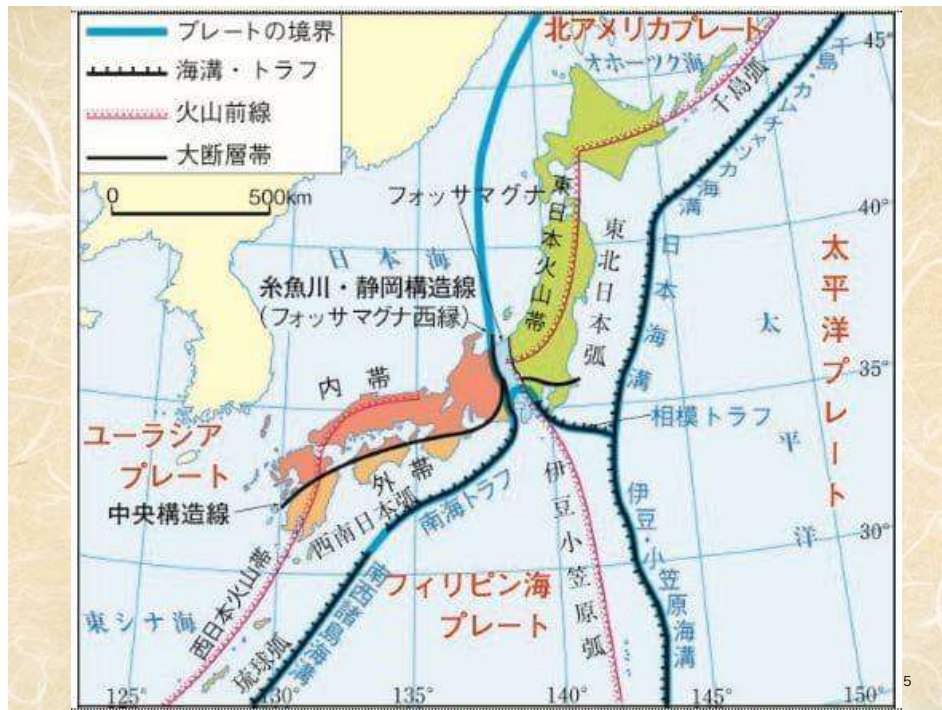 プレートの境界
海溝・トラフ
火山前線
大断層帯
0 500km
北アメリカプレート
オホーツク海
45°
千島・カムチャツカ海溝
千島弧
フォッサマグナ
東日本火山帯
東北日本弧
40°
日本海
日本海溝
太平洋プレート
糸魚川・静岡構造線
(フォッサマグナ西縁)
太平洋
35°
内帯
相模トラフ
ユーラシア
プレート
外帯
中央構造線
西南日本弧
南海トラフ
伊豆小笠原弧
伊豆・小笠原海溝
30°
フィリピン海
プレート
東シナ海
西日本火山帯
琉球弧
南西諸島海溝
125° 130° 135° 140° 145° 150°
5